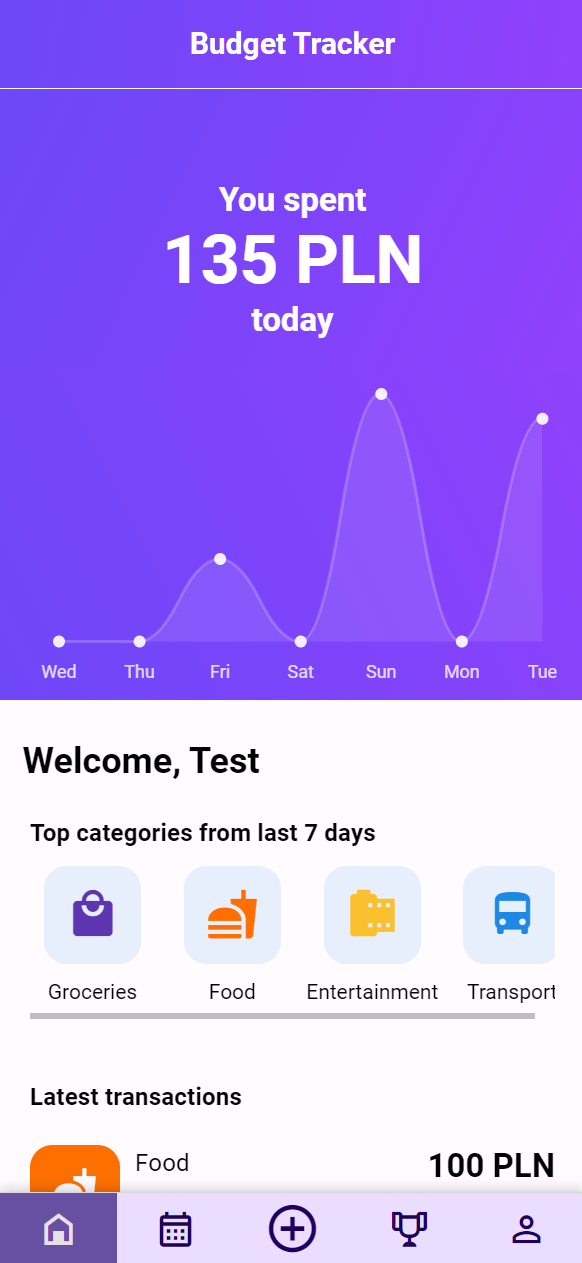 Budget Tracker
You spent
135 PLN
today
Wed Thu Fri Sat Sun Mon Tue
Welcome, Test
Top categories from last 7 days
Groceries Food Entertainment Transport
Latest transactions
Food 100 PLN